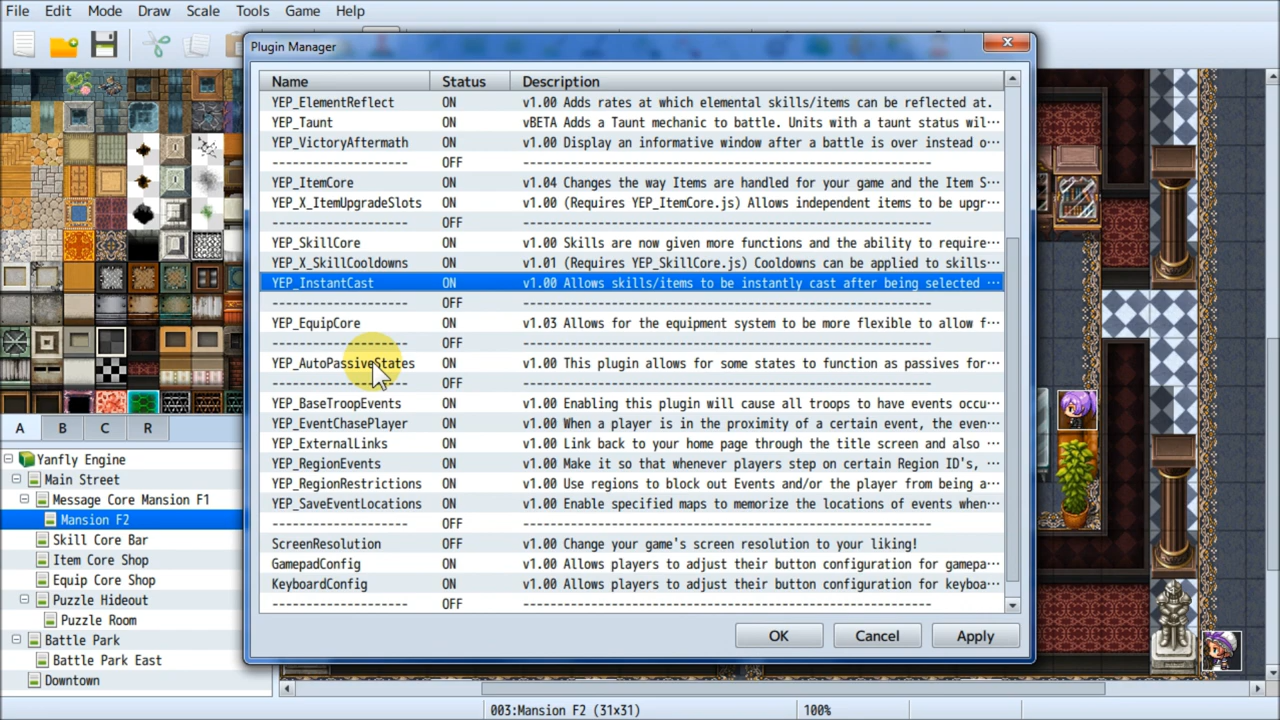 File Edit Mode Draw Scale Tools Game Help
Plugin Manager
Name Status Description
YEP_ElementReflect ON v1.00 Adds rates at which elemental skills/items can be reflected at.
YEP_Taunt ON vBETA Adds a Taunt mechanic to battle. Units with a taunt status wil···
YEP_VictoryAftermath ON v1.00 Display an informative window after a battle is over instead o···
-------------------- OFF ------------------------------------------------------------
YEP_ItemCore ON v1.04 Changes the way Items are handled for your game and the Item S···
YEP_X_ItemUpgradeSlots ON v1.00 (Requires YEP_ItemCore.js) Allows independent items to be upgr···
-------------------- OFF ------------------------------------------------------------
YEP_SkillCore ON v1.00 Skills are now given more functions and the ability to require···
YEP_X_SkillCooldowns ON v1.01 (Requires YEP_SkillCore.js) Cooldowns can be applied to skills···
YEP_InstantCast ON v1.00 Allows skills/items to be instantly cast after being selected ···
-------------------- OFF ------------------------------------------------------------
YEP_EquipCore ON v1.03 Allows for the equipment system to be more flexible to allow f···
-------------------- OFF ------------------------------------------------------------
YEP_AutoPassiveStates ON v1.00 This plugin allows for some states to function as passives for···
-------------------- OFF ------------------------------------------------------------
YEP_BaseTroopEvents ON v1.00 Enabling this plugin will cause all troops to have events occu···
YEP_EventChasePlayer ON v1.00 When a player is in the proximity of a certain event, the even···
YEP_ExternalLinks ON v1.00 Link back to your home page through the title screen and also ···
YEP_RegionEvents ON v1.00 Make it so that whenever players step on certain Region ID's, ···
YEP_RegionRestrictions ON v1.00 Use regions to block out Events and/or the player from being a···
YEP_SaveEventLocations ON v1.00 Enable specified maps to memorize the locations of events when···
-------------------- OFF ------------------------------------------------------------
ScreenResolution OFF v1.00 Change your game's screen resolution to your liking!
GamepadConfig ON v1.00 Allows players to adjust their button configuration for gamepa···
KeyboardConfig ON v1.00 Allows players to adjust their button configuration for keyboa···
-------------------- OFF ------------------------------------------------------------
OK Cancel Apply
A B C R
Yanfly Engine
Main Street
Message Core Mansion F1
Mansion F2
Skill Core Bar
Item Core Shop
Equip Core Shop
Puzzle Hideout
Puzzle Room
Battle Park
Battle Park East
Downtown
003:Mansion F2 (31x31) 100%